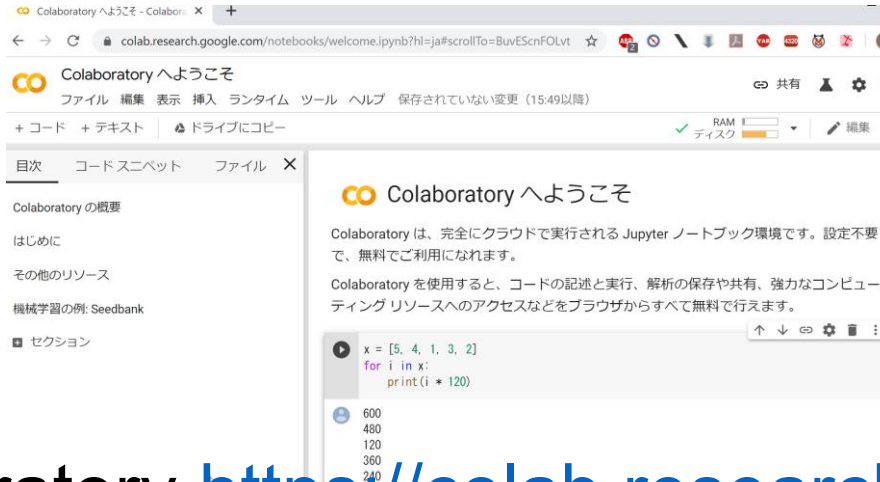 Colaboratory へようこそ - Colabora
colab.research.google.com/notebooks/welcome.ipynb?hl=ja#scrollTo=BuvEScnFOLvt
Colaboratory へようこそ
共有
ファイル 編集 表示 挿入 ランタイム ツール ヘルプ 保存されていない変更（15:49以降）
+ コード + テキスト ドライブにコピー
RAM
ディスク
編集
目次 コード スニペット ファイル
Colaboratory の概要
はじめに
その他のリソース
機械学習の例: Seedbank
セクション
Colaboratory へようこそ
Colaboratory は、完全にクラウドで実行される Jupyter ノートブック環境です。設定不要
で、無料でご利用になれます。
Colaboratory を使用すると、コードの記述と実行、解析の保存や共有、強力なコンピュー
ティング リソースへのアクセスなどをブラウザからすべて無料で行えます。
x = [5, 4, 1, 3, 2]
for i in x:
print(i * 120)
600
480
120
360
240
ratory https://colab.research